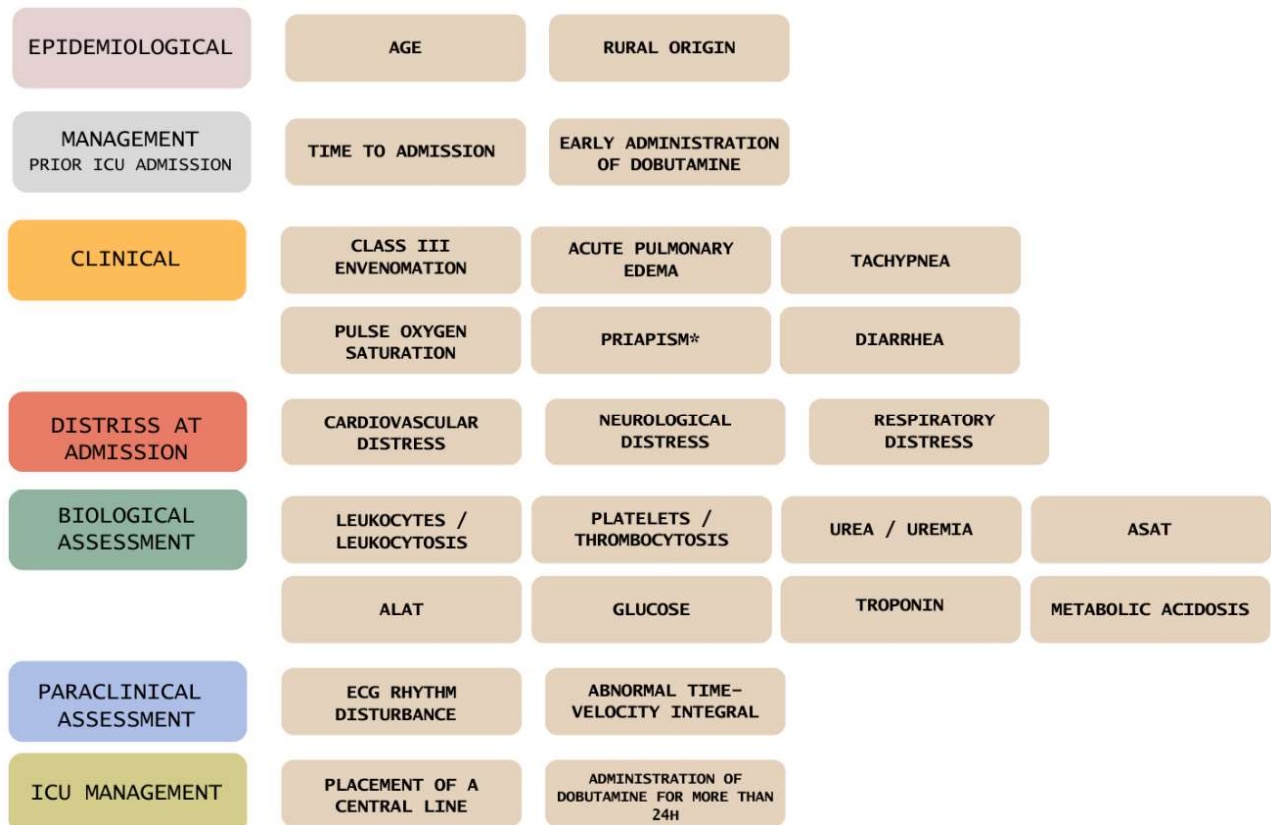 EPIDEMIOLOGICAL
AGE
RURAL ORIGIN
MANAGEMENT
PRIOR ICU ADMISSION
TIME TO ADMISSION
EARLY ADMINISTRATION
OF DOBUTAMINE
CLINICAL
CLASS III
ENVENOMATION
ACUTE PULMONARY
EDEMA
TACHYPNEA
PULSE OXYGEN
SATURATION
PRIAPISM*
DIARRHEA
DISTRISS AT
ADMISSION
CARDIOVASCULAR
DISTRESS
NEUROLOGICAL
DISTRESS
RESPIRATORY
DISTRESS
BIOLOGICAL
ASSESSMENT
LEUKOCYTES /
LEUKOCYTOSIS
PLATELETS /
THROMBOCYTOSIS
UREA / UREMIA
ASAT
ALAT
GLUCOSE
TROPONIN
METABOLIC ACIDOSIS
PARACLINICAL
ASSESSMENT
ECG RHYTHM
DISTURBANCE
ABNORMAL TIME-
VELOCITY INTEGRAL
ICU MANAGEMENT
PLACEMENT OF A
CENTRAL LINE
ADMINISTRATION OF
DOBUTAMINE FOR MORE THAN
24H